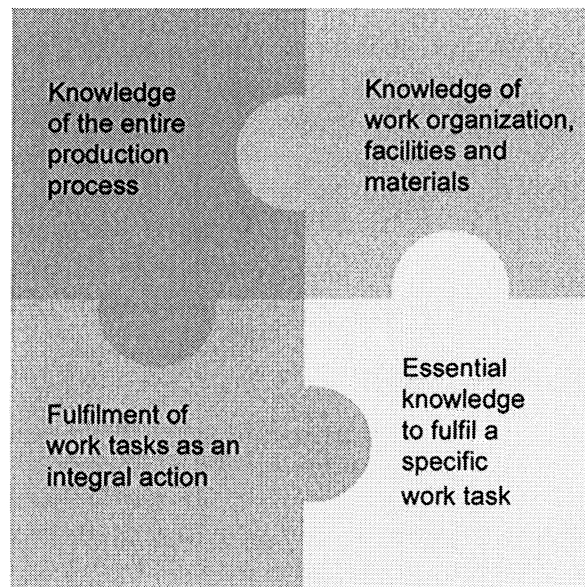 Knowledge
of the entire
production
process
Knowledge of
work organization,
facilities and
materials
Fulfilment of
work tasks as an
integral action
Essential
knowledge
to fulfil a
specific
work task